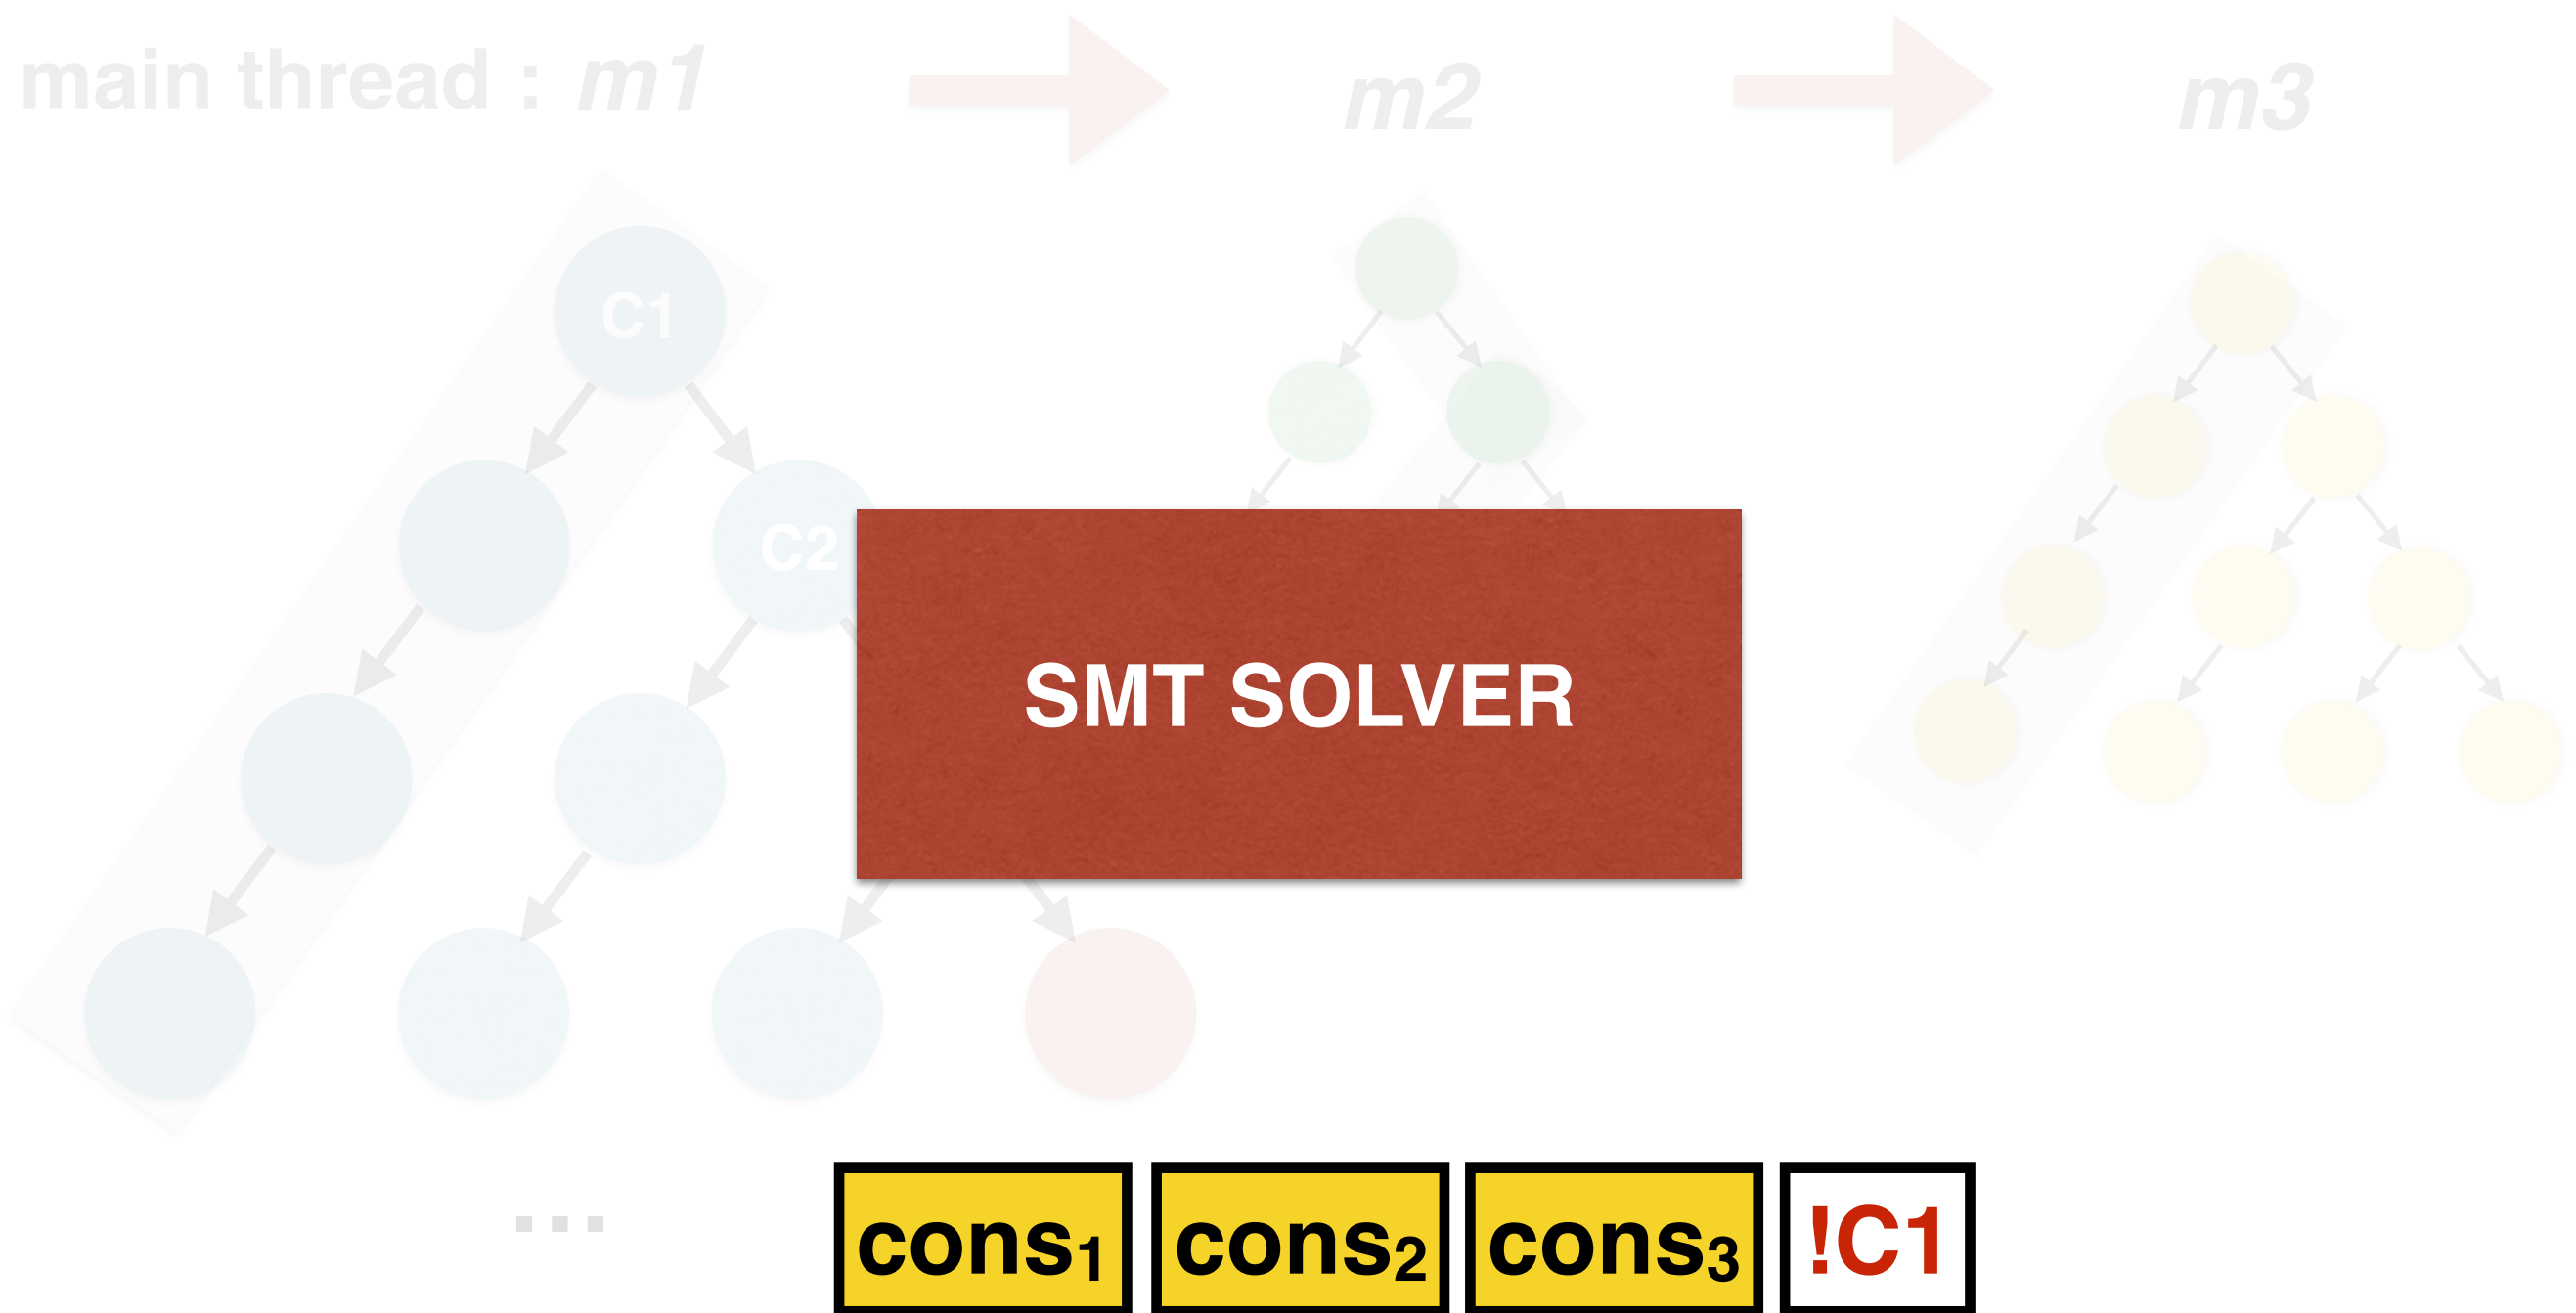 main thread : m1
m2
m3
C1
C2
SMT SOLVER
...
cons₁ cons₂ cons₃ !C1